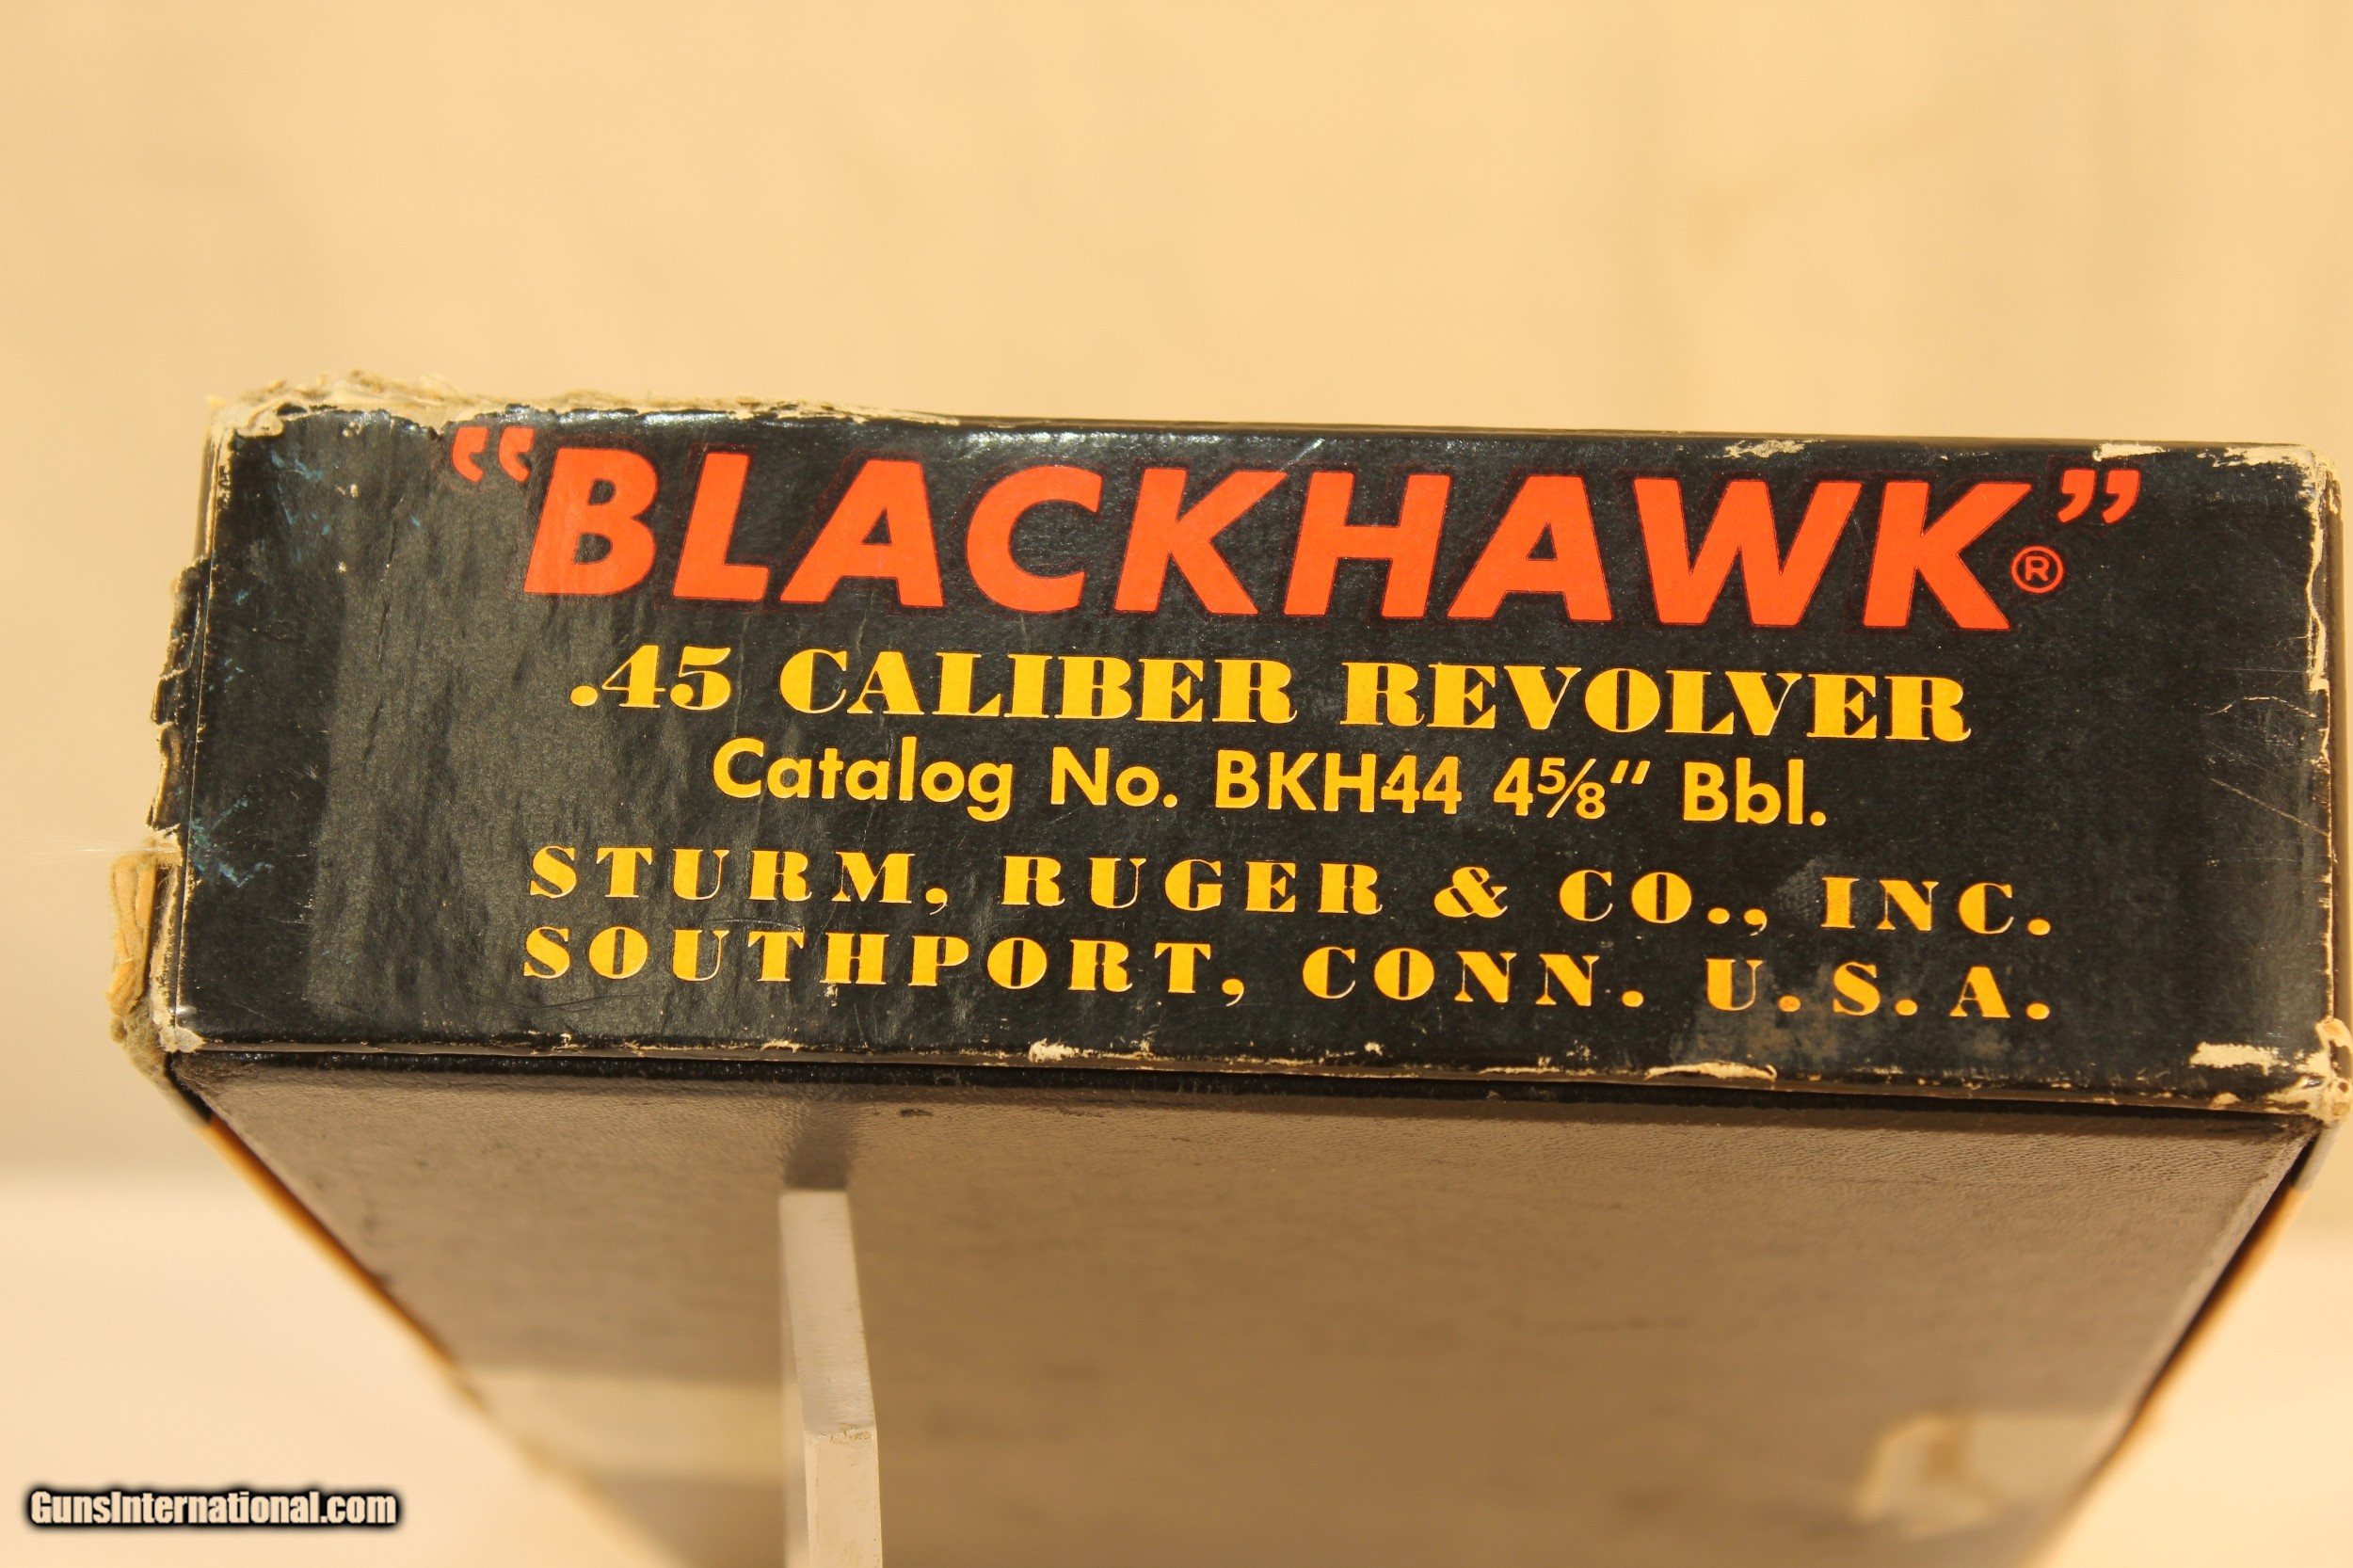 “BLACKHAWK”®
.45 CALIBER REVOLVER
Catalog No. BKH44 4⅝" Bbl.
STURM, RUGER & CO., INC.
SOUTHPORT, CONN. U.S.A.
GunsInternational.com